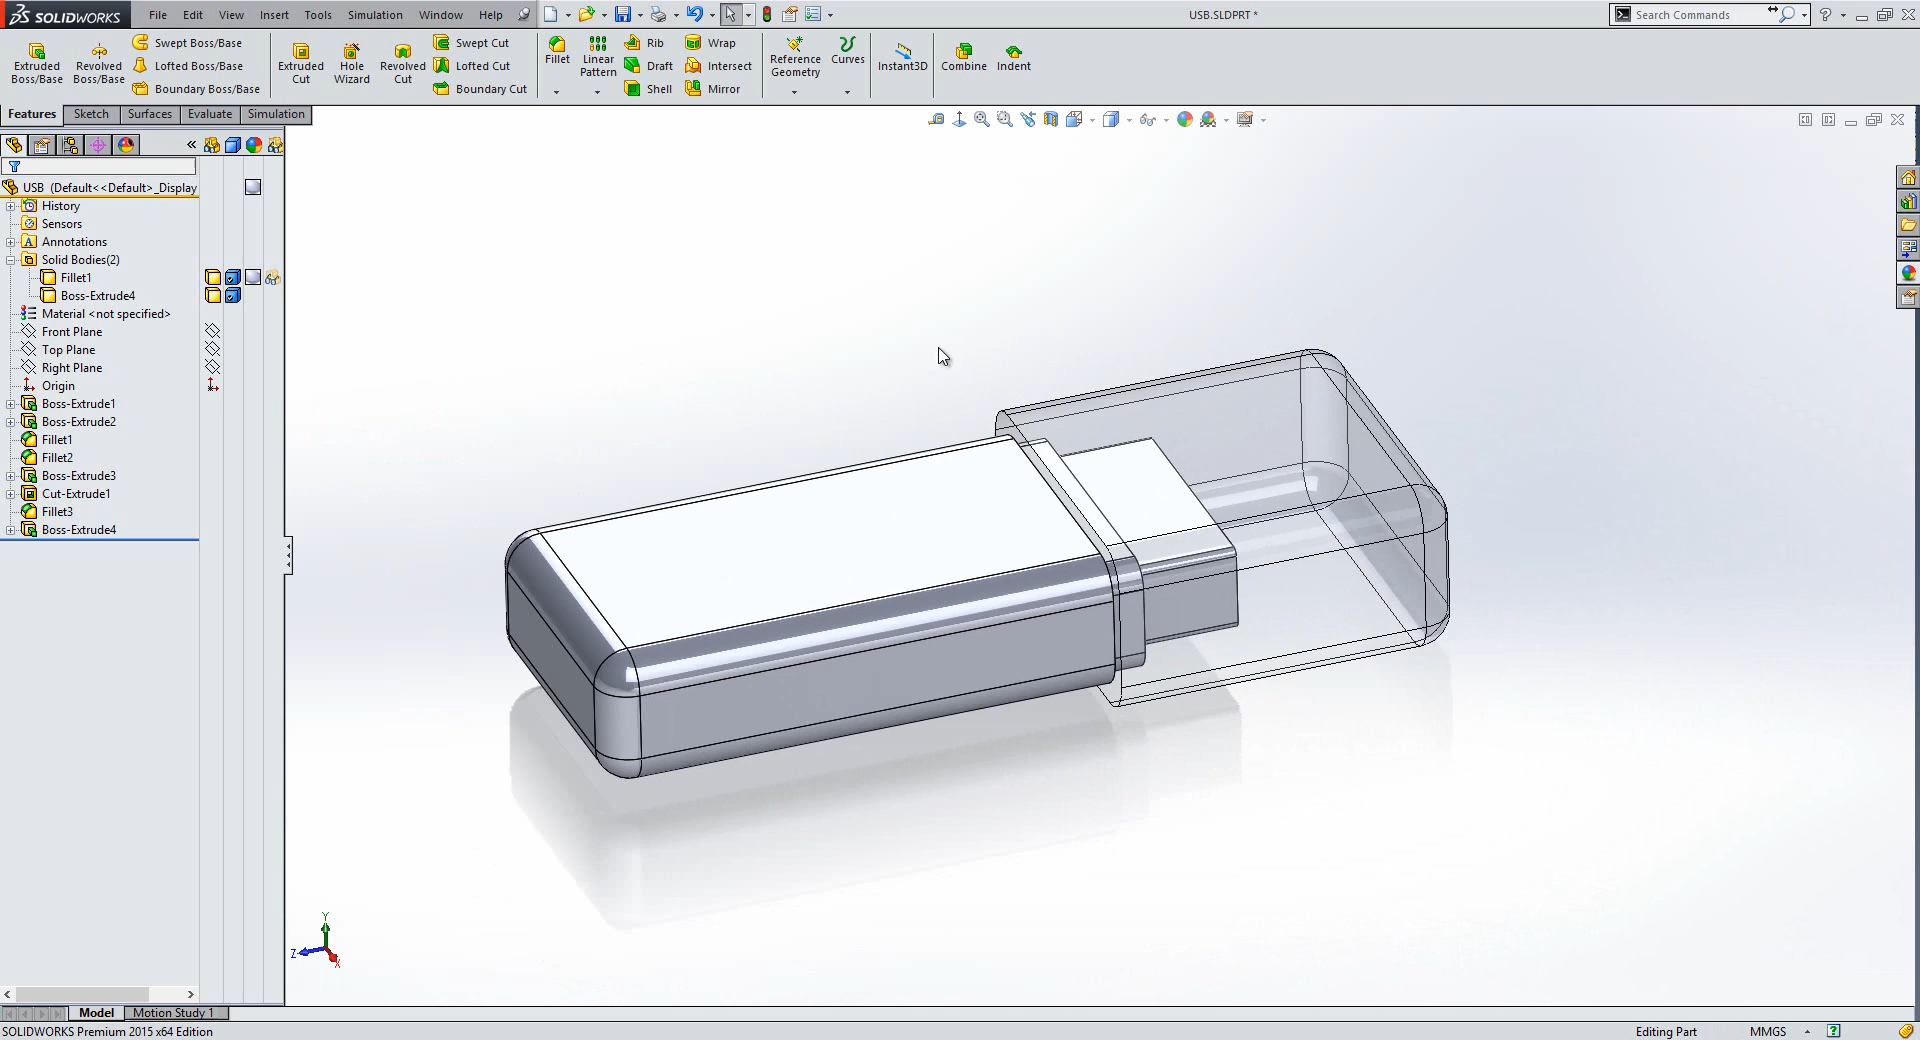 SOLIDWORKS File Edit View Insert Tools Simulation Window Help USB.SLDPRT * Search Commands
Extruded Boss/Base
Revolved Boss/Base
Swept Boss/Base
Lofted Boss/Base
Boundary Boss/Base
Extruded Cut
Hole Wizard
Revolved Cut
Swept Cut
Lofted Cut
Boundary Cut
Fillet
Linear Pattern
Rib
Draft
Shell
Wrap
Intersect
Mirror
Reference Geometry
Curves
Instant3D
Combine
Indent
Features Sketch Surfaces Evaluate Simulation
USB (Default<<Default>_Display
History
Sensors
Annotations
Solid Bodies(2)
Fillet1
Boss-Extrude4
Material <not specified>
Front Plane
Top Plane
Right Plane
Origin
Boss-Extrude1
Boss-Extrude2
Fillet1
Fillet2
Boss-Extrude3
Cut-Extrude1
Fillet3
Boss-Extrude4
Y
Z
X
Model Motion Study 1
SOLIDWORKS Premium 2015 x64 Edition Editing Part MMGS